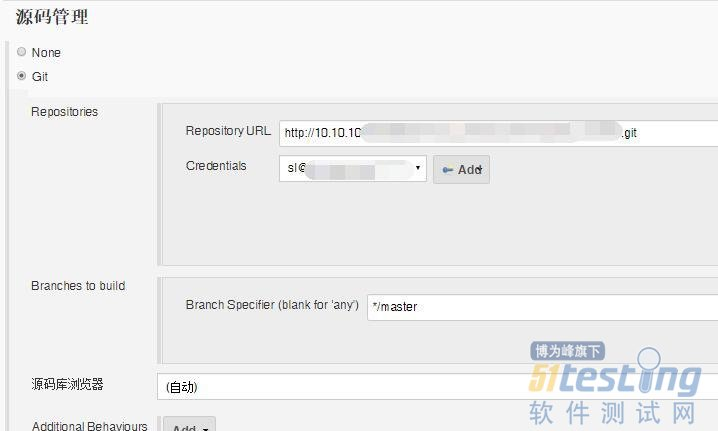 源码管理
None
Git
Repositories
Repository URL http://10.10.10 .git
Credentials sl@ Add
Branches to build
Branch Specifier (blank for 'any') */master
源码库浏览器 (自动)
Additional Behaviours Add
博为峰旗下
51testing
软件测试网